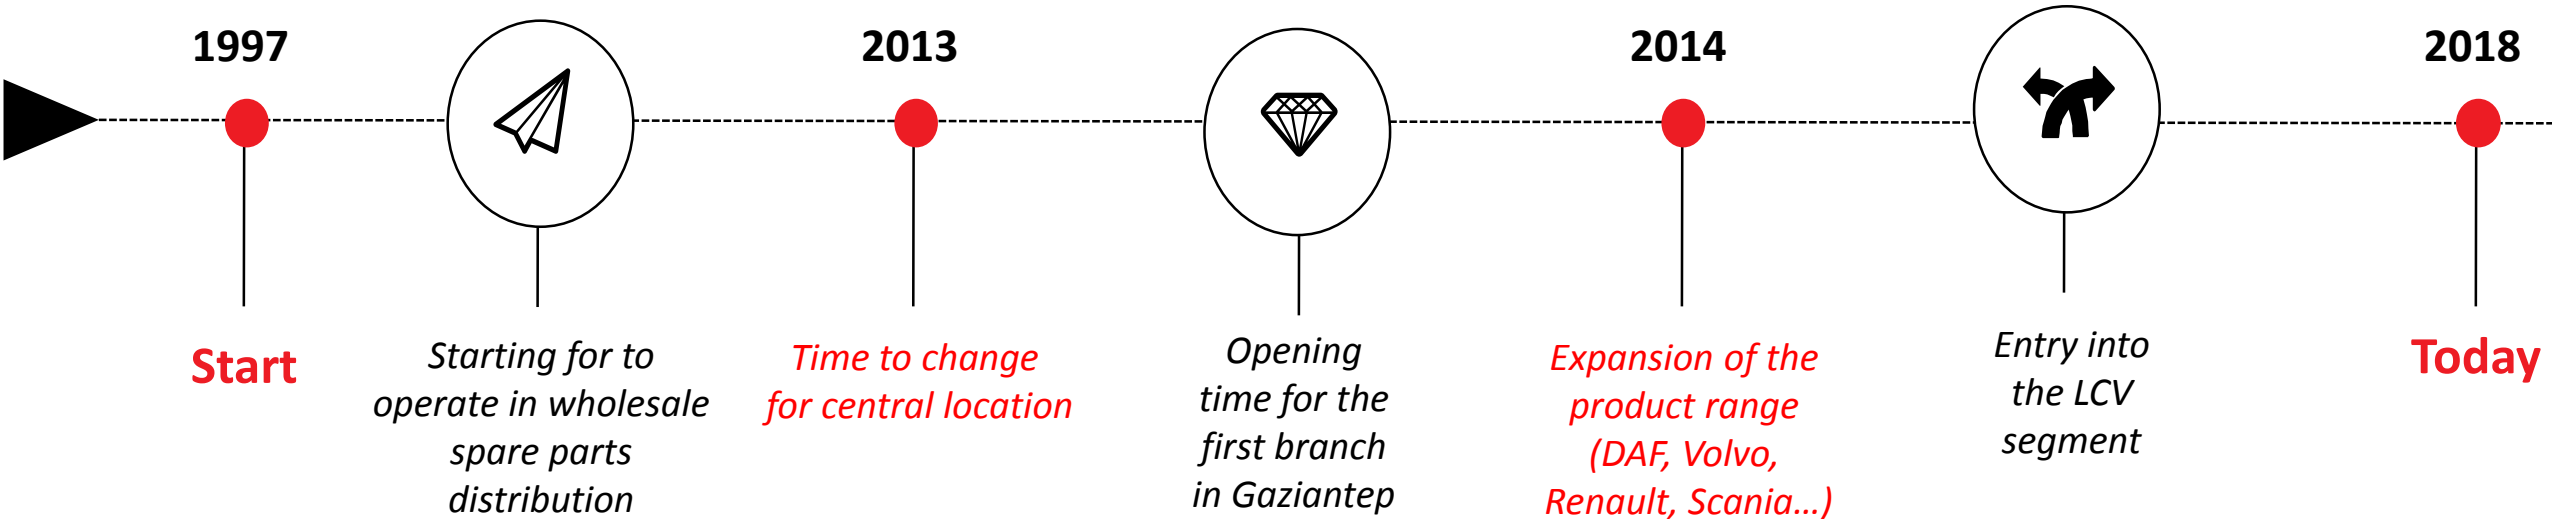 1997
Start
Starting for to
operate in wholesale
spare parts
distribution
2013
Time to change
for central location
Opening
time for the
first branch
in Gaziantep
2014
Expansion of the
product range
(DAF, Volvo,
Renault, Scania...)
Entry into
the LCV
segment
2018
Today